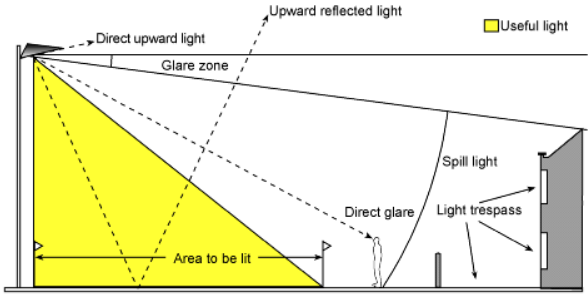 Upward reflected light
Useful light
Direct upward light
Glare zone
Spill light
Direct glare
Light trespass
Area to be lit